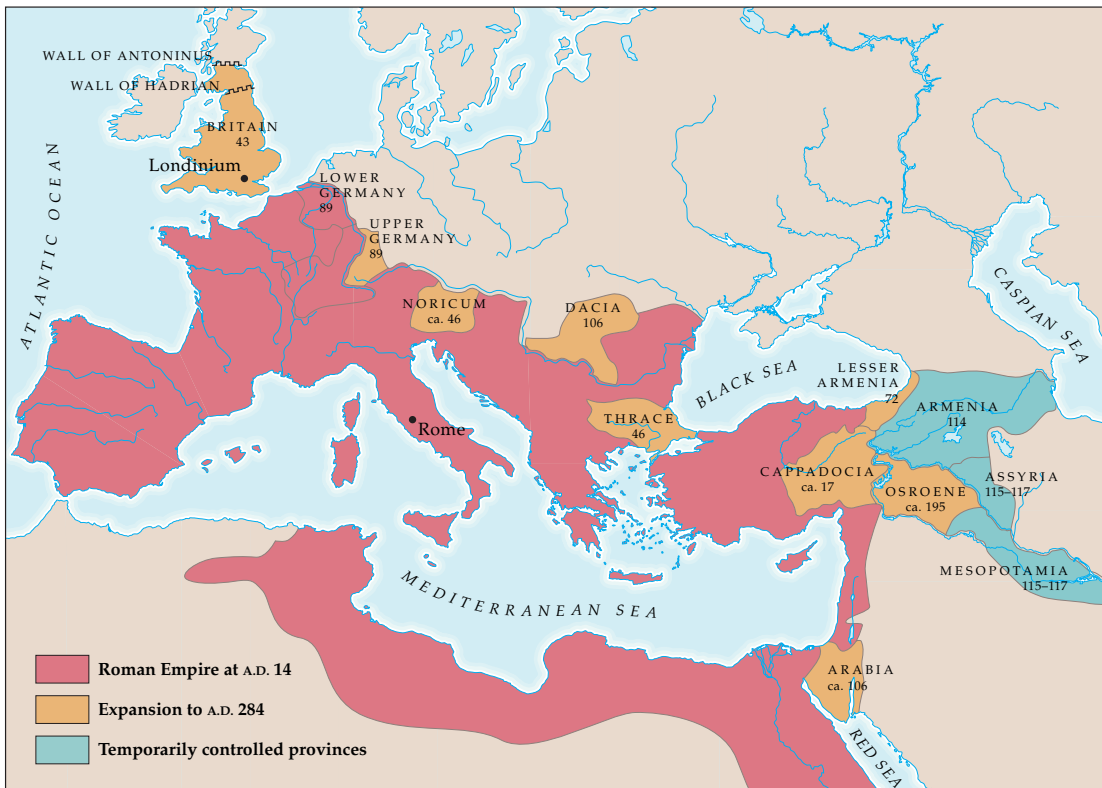 WALL OF ANTONINUS
WALL OF HADRIAN
BRITAIN
43
Londinium
ATLANTIC OCEAN
LOWER
GERMANY
89
UPPER
GERMANY
89
NORICUM
ca. 46
DACIA
106
CASPIAN SEA
BLACK SEA
LESSER
ARMENIA
72
ARMENIA
114
Rome
THRACE
46
CAPPADOCIA
ca. 17
OSROENE
ca. 195
ASSYRIA
115–117
MESOPOTAMIA
115–117
MEDITERRANEAN SEA
ARABIA
ca. 106
RED SEA
Roman Empire at A.D. 14
Expansion to A.D. 284
Temporarily controlled provinces